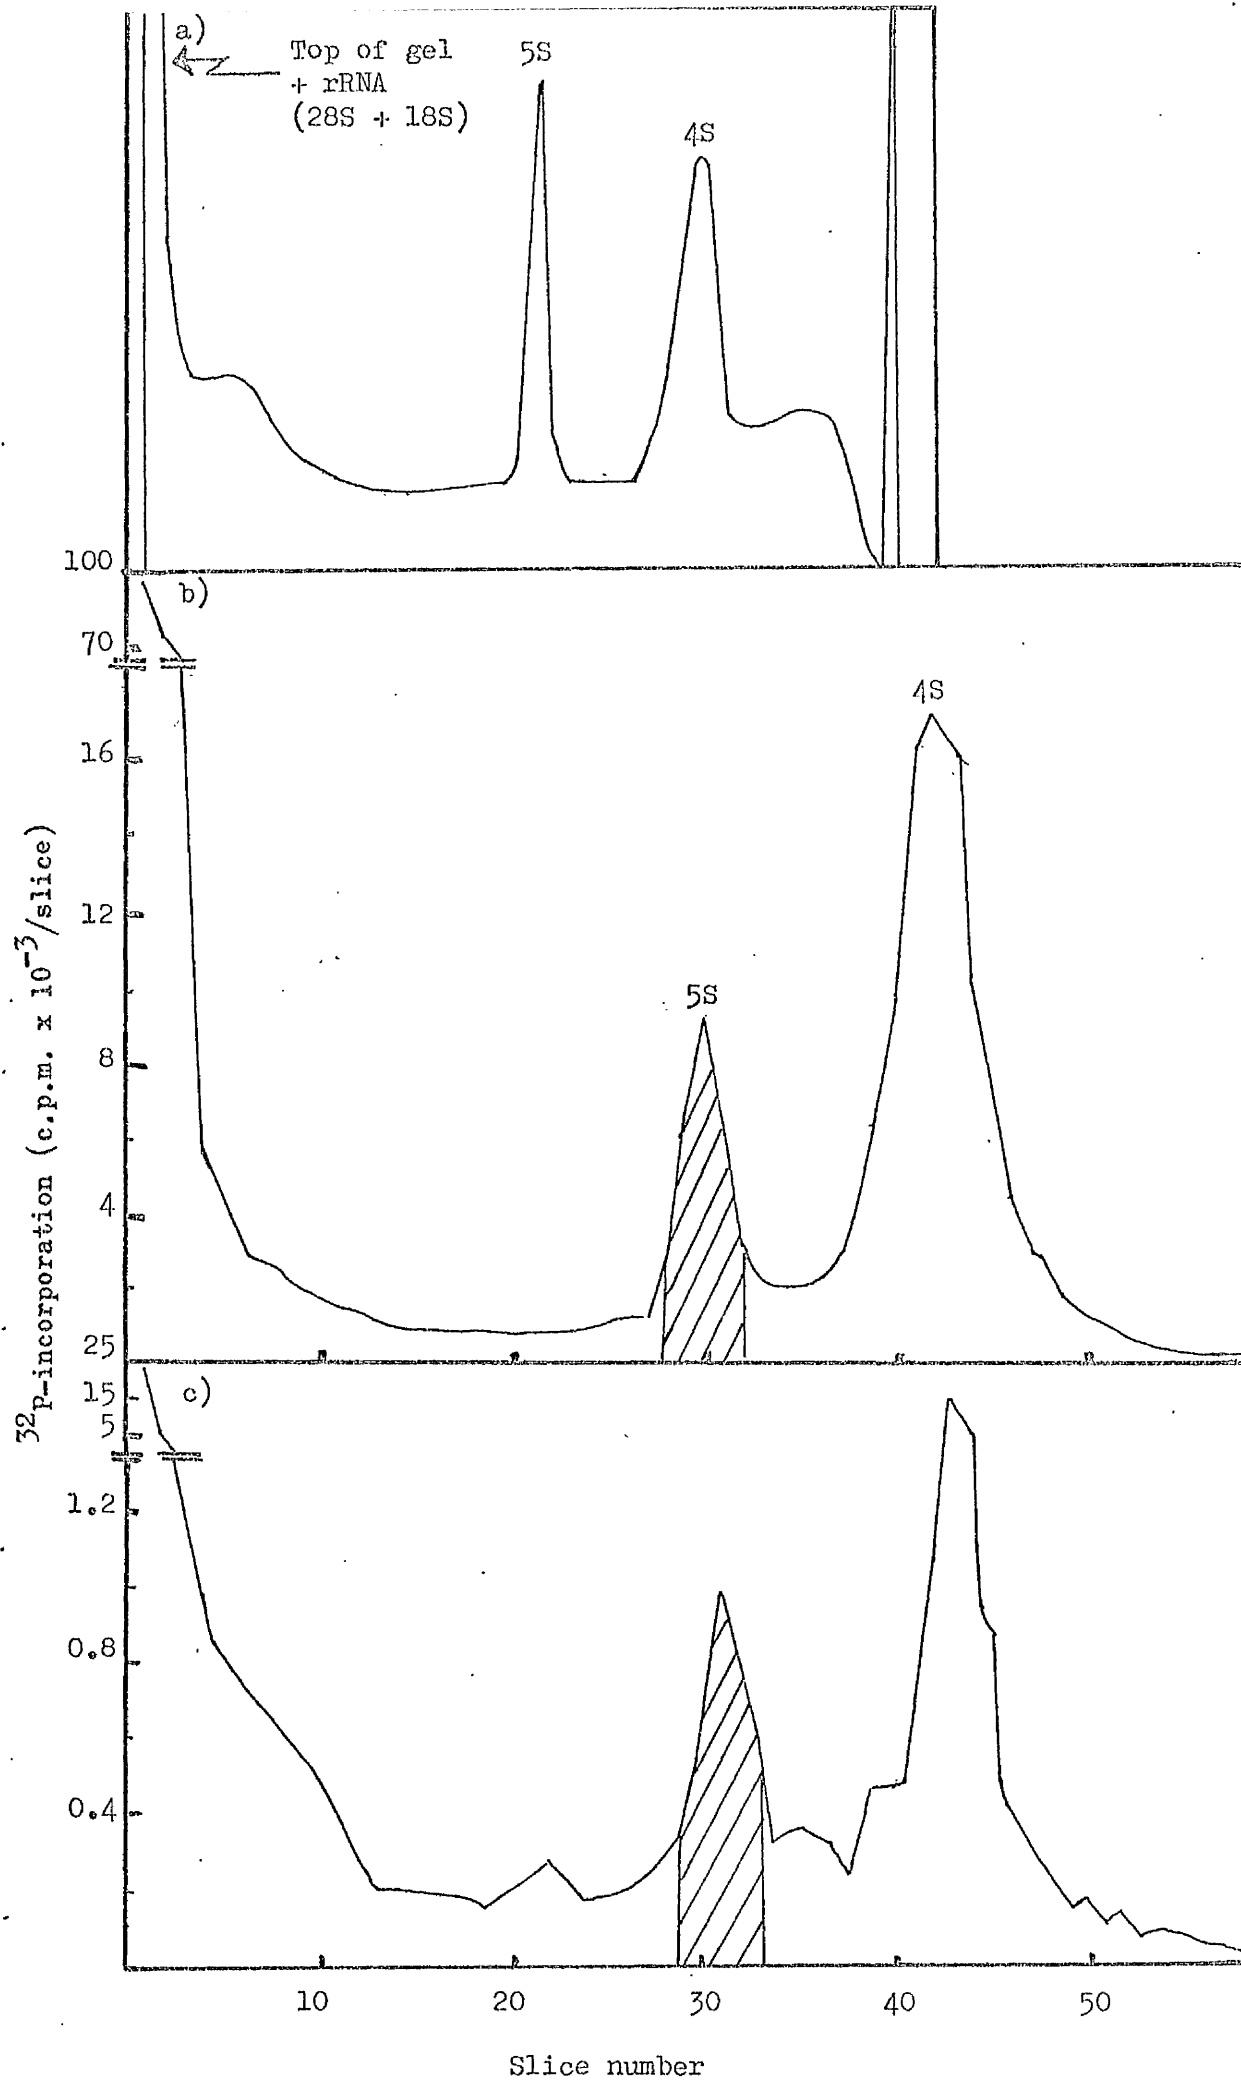 a)
Top of gel
+ rRNA
(28S + 18S)
5S
4S
100
b)
70
16
12
8
4
25
4S
5S
c)
15
5
1.2
0.8
0.4
32P-incorporation (c.p.m. x 10-3/slice)
10 20 30 40 50
Slice number